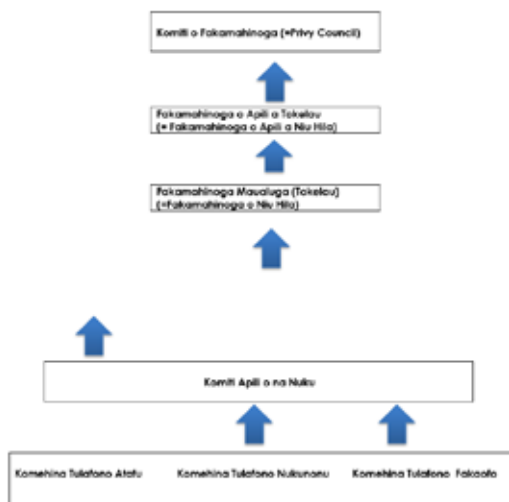 Komiti o Fakamahinoga (=Privy Council)
Fakamahinoga o Apili a Tokelau
(= Fakamahinoga o Apili a Niu Hila)
Fakamahinoga Maualuga (Tokelau)
(=Fakamahinoga o Niu Hila)
Komiti Apili o na Nuku
Komehina Tulafono Atafu Komehina Tulafono Nukunonu Komehina Tulafono Fakaofo